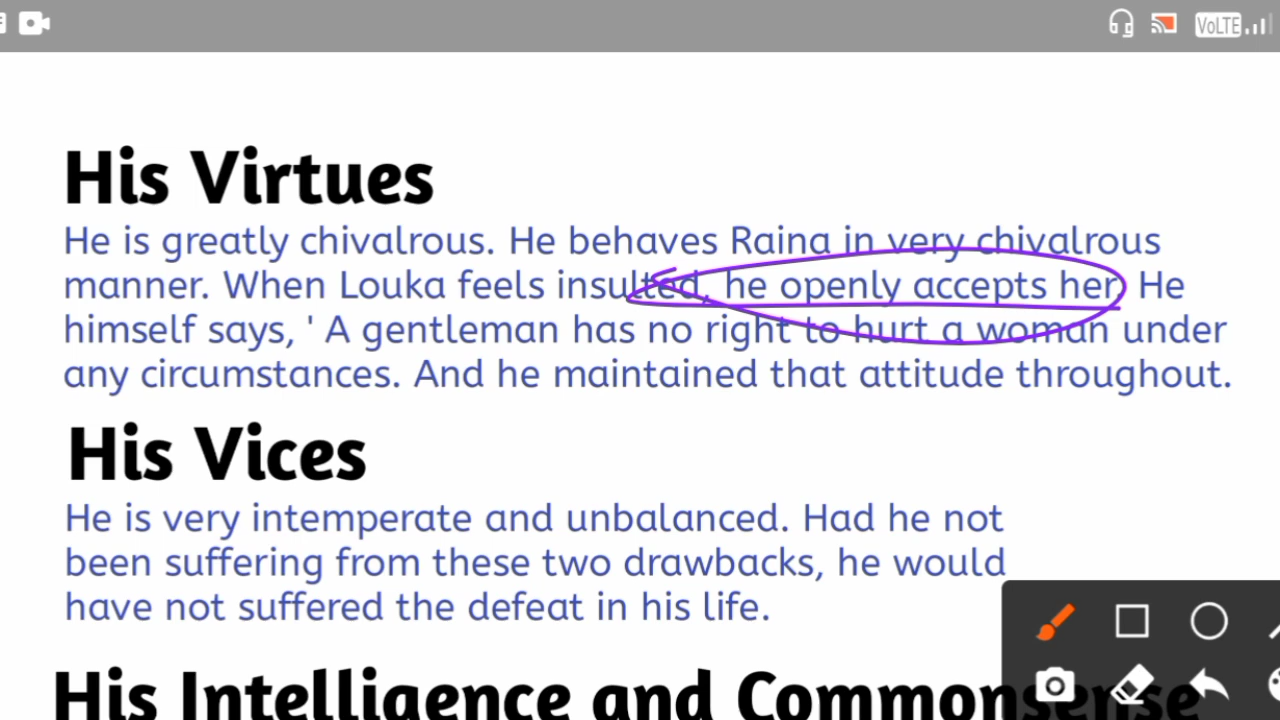 VoLTE
His Virtues
He is greatly chivalrous. He behaves Raina in very chivalrous
manner. When Louka feels insulted, he openly accepts her. He
himself says, ' A gentleman has no right to hurt a woman under
any circumstances. And he maintained that attitude throughout.
His Vices
He is very intemperate and unbalanced. Had he not
been suffering from these two drawbacks, he would
have not suffered the defeat in his life.
His Intelligence and Commonsense